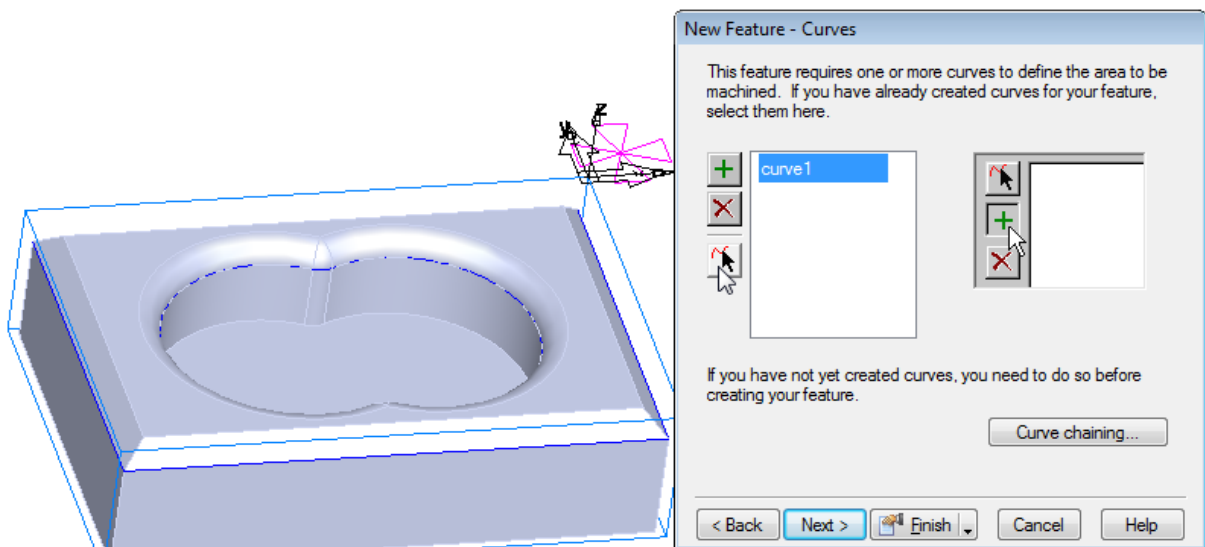 New Feature - Curves
This feature requires one or more curves to define the area to be
machined. If you have already created curves for your feature,
select them here.
curve1
If you have not yet created curves, you need to do so before
creating your feature.
Curve chaining...
< Back
Next >
Finish
Cancel
Help